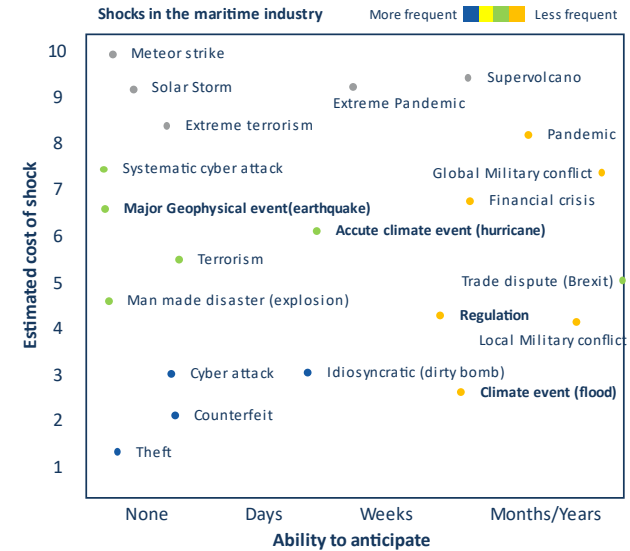 Shocks in the maritime industry
More frequent
Less frequent
Estimated cost of shock
10
9
8
7
6
5
4
3
2
1
Meteor strike
Solar Storm
Supervolcano
Extreme Pandemic
Extreme terrorism
Pandemic
Systematic cyber attack
Global Military conflict
Financial crisis
Major Geophysical event(earthquake)
Accute climate event (hurricane)
Terrorism
Trade dispute (Brexit)
Man made disaster (explosion)
Regulation
Local Military conflict
Cyber attack
Idiosyncratic (dirty bomb)
Climate event (flood)
Counterfeit
Theft
None
Days
Weeks
Months/Years
Ability to anticipate